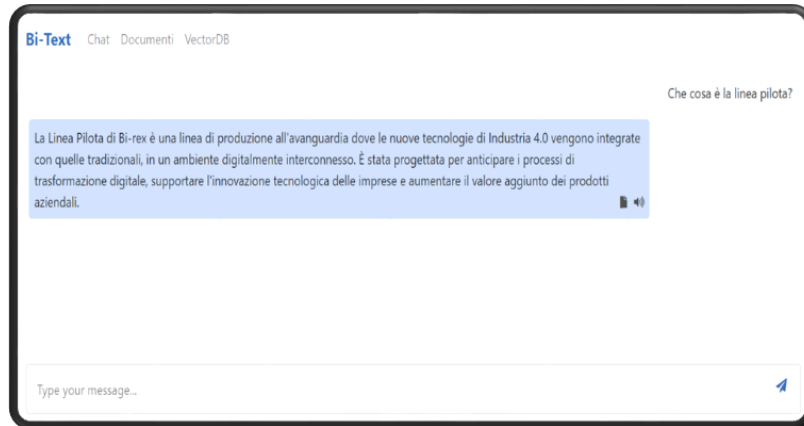 Bi-Text Chat Documenti VectorDB
Che cosa è la linea pilota?
La Linea Pilota di Bi-rex è una linea di produzione all'avanguardia dove le nuove tecnologie di Industria 4.0 vengono integrate
con quelle tradizionali, in un ambiente digitalmente interconnesso. È stata progettata per anticipare i processi di
trasformazione digitale, supportare l'innovazione tecnologica delle imprese e aumentare il valore aggiunto dei prodotti
aziendali.
Type your message...